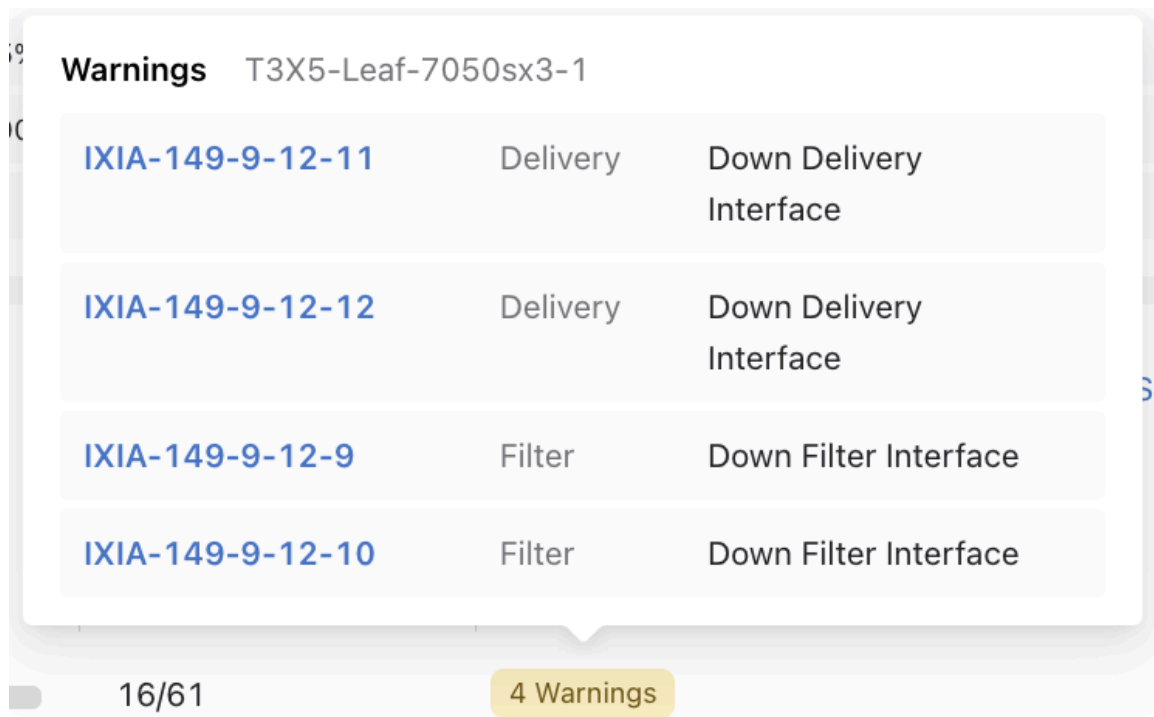 Warnings T3X5-Leaf-7050sx3-1
IXIA-149-9-12-11 Delivery Down Delivery
Interface
IXIA-149-9-12-12 Delivery Down Delivery
Interface
IXIA-149-9-12-9 Filter Down Filter Interface
IXIA-149-9-12-10 Filter Down Filter Interface
16/61 4 Warnings